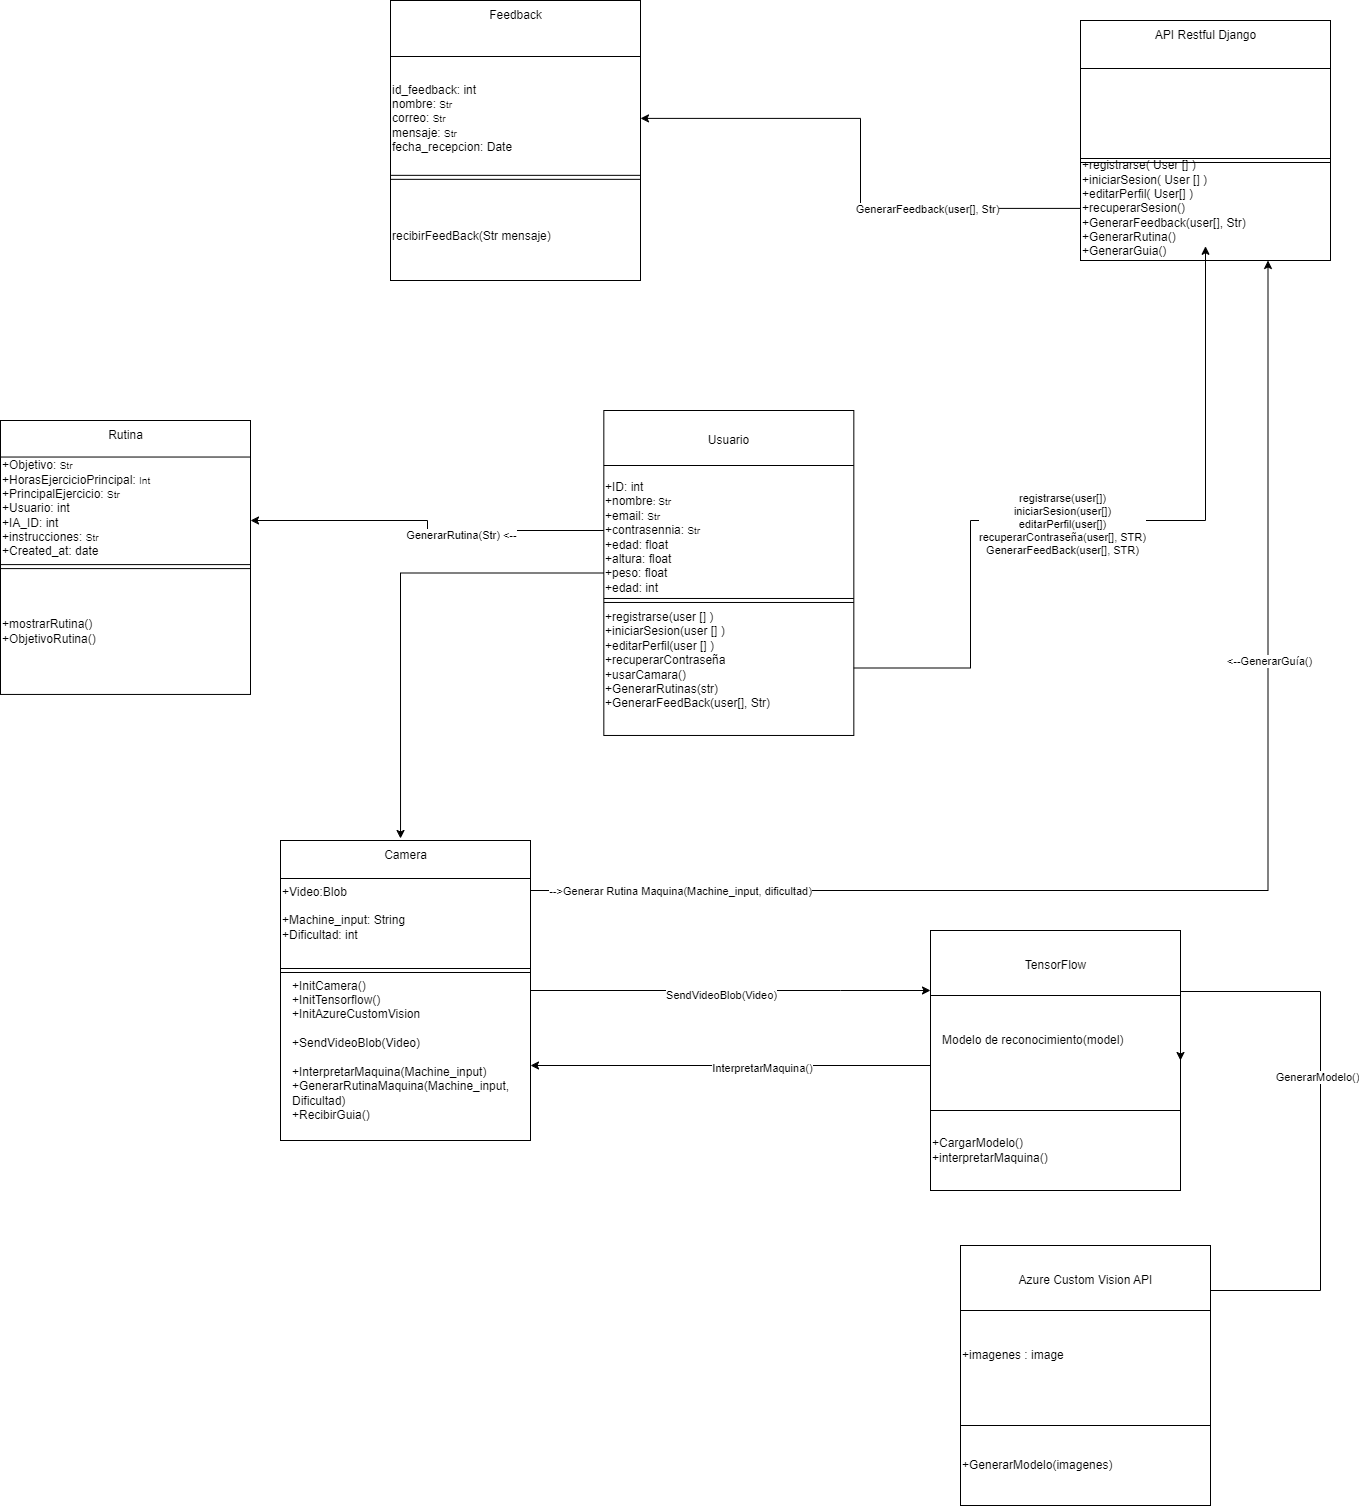 Feedback
id_feedback: int
nombre: Str
correo: Str
mensaje: Str
fecha_recepcion: Date
recibirFeedBack(Str mensaje)
API Restful Django
+registrarse( User [] )
+iniciarSesion( User [] )
+editarPerfil( User[] )
+recuperarSesion()
+GenerarFeedback(user[], Str)
+GenerarRutina()
+GenerarGuia()
GenerarFeedback(user[], Str)
Rutina
+Objetivo: Str
+HorasEjercicioPrincipal: Int
+PrincipalEjercicio: Str
+Usuario: int
+IA_ID: int
+instrucciones: Str
+Created_at: date
+mostrarRutina()
+ObjetivoRutina()
GenerarRutina(Str) <--
Usuario
+ID: int
+nombre: Str
+email: Str
+contrasennia: Str
+edad: float
+altura: float
+peso: float
+edad: int
+registrarse(user [] )
+iniciarSesion(user [] )
+editarPerfil(user [] )
+recuperarContraseña
+usarCamara()
+GenerarRutinas(str)
+GenerarFeedBack(user[], Str)
registrarse(user[])
iniciarSesion(user[])
editarPerfil(user[])
recuperarContraseña(user[], STR)
GenerarFeedBack(user[], STR)
<--GenerarGuía()
Camera
+Video:Blob
+Machine_input: String
+Dificultad: int
+InitCamera()
+InitTensorflow()
+InitAzureCustomVision
+SendVideoBlob(Video)
+InterpretarMaquina(Machine_input)
+GenerarRutinaMaquina(Machine_input,
Dificultad)
+RecibirGuia()
-->Generar Rutina Maquina(Machine_input, dificultad)
SendVideoBlob(Video)
InterpretarMaquina()
TensorFlow
Modelo de reconocimiento(model)
+CargarModelo()
+interpretarMaquina()
GenerarModelo()
Azure Custom Vision API
+imagenes : image
+GenerarModelo(imagenes)